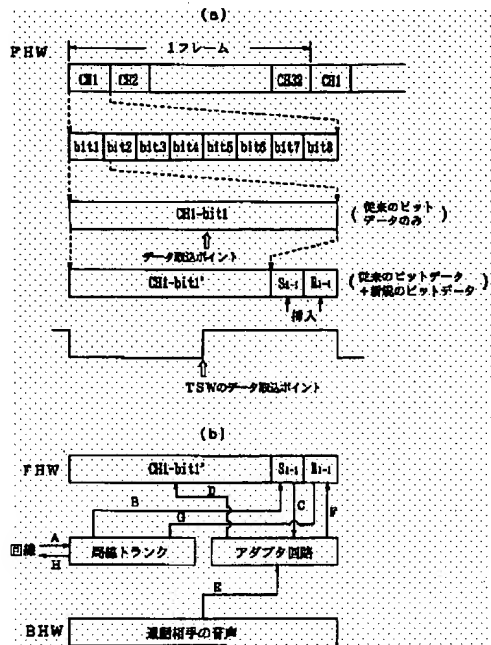 (a)
1フレーム
FHW
CH1 CH2 CH32 CH1
bit1 bit2 bit3 bit4 bit5 bit6 bit7 bit8
CH1-bit1
(従来のビットデータのみ)
データ取込ポイント
CH1-bit1' S1-1 R1-1
(従来のビットデータ+新規のビットデータ)
挿入
TSWのデータ取込ポイント
(b)
FHW CH1-bit1' S1-1 R1-1
B D C F
G
回線 A H
局線トランク アダプタ回路
E
BHW 通話相手の音声